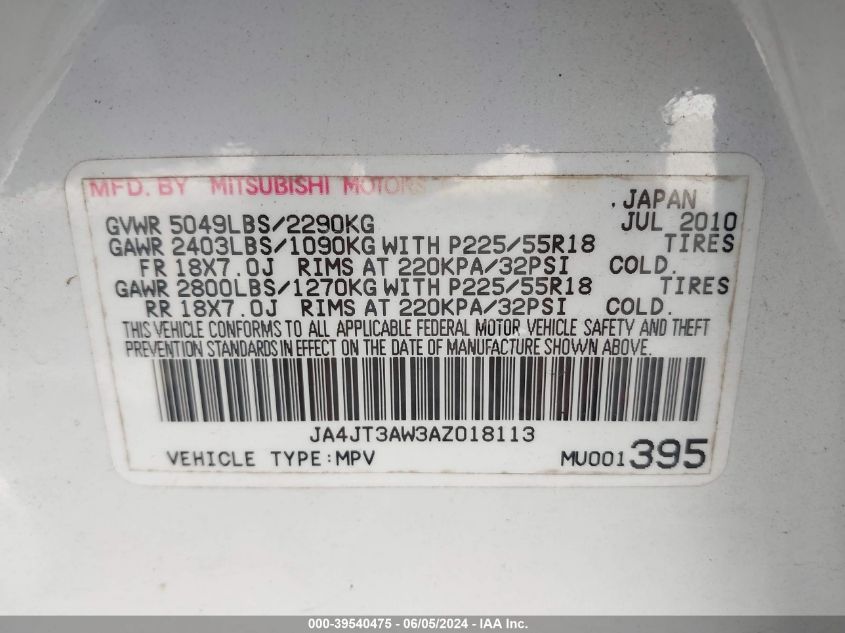 MFD. BY MITSUBISHI MOTORS
. JAPAN
GVWR 5049LBS/2290KG JUL 2010
GAWR 2403LBS/1090KG WITH P225/55R18 TIRES
FR 18X7.0J RIMS AT 220KPA/32PSI COLD.
GAWR 2800LBS/1270KG WITH P225/55R18 TIRES
RR 18X7.0J RIMS AT 220KPA/32PSI COLD.
THIS VEHICLE CONFORMS TO ALL APPLICABLE FEDERAL MOTOR VEHICLE SAFETY AND THEFT
PREVENTION STANDARDS IN EFFECT ON THE DATE OF MANUFACTURE SHOWN ABOVE.
JA4JT3AW3AZ018113
VEHICLE TYPE:MPV MU001395
000-39540475 - 06/05/2024 - IAA Inc.